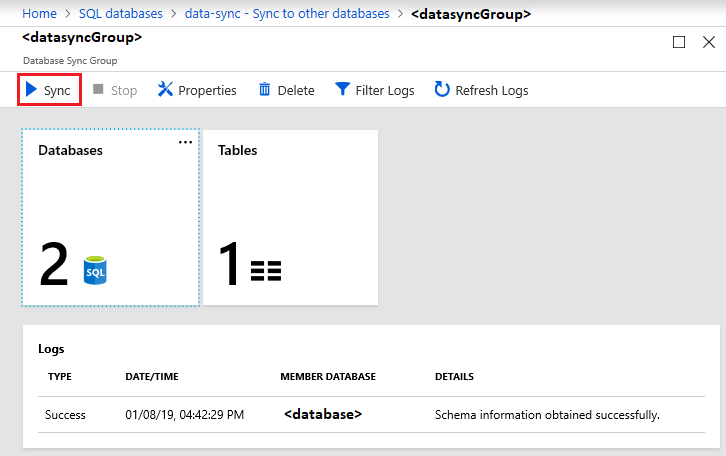 Home > SQL databases > data-sync - Sync to other databases > <datasyncGroup>
<datasyncGroup>
Database Sync Group
Sync Stop Properties Delete Filter Logs Refresh Logs
Databases ... Tables
2 SQL 1
Logs
TYPE DATE/TIME MEMBER DATABASE DETAILS
Success 01/08/19, 04:42:29 PM <database> Schema information obtained successfully.